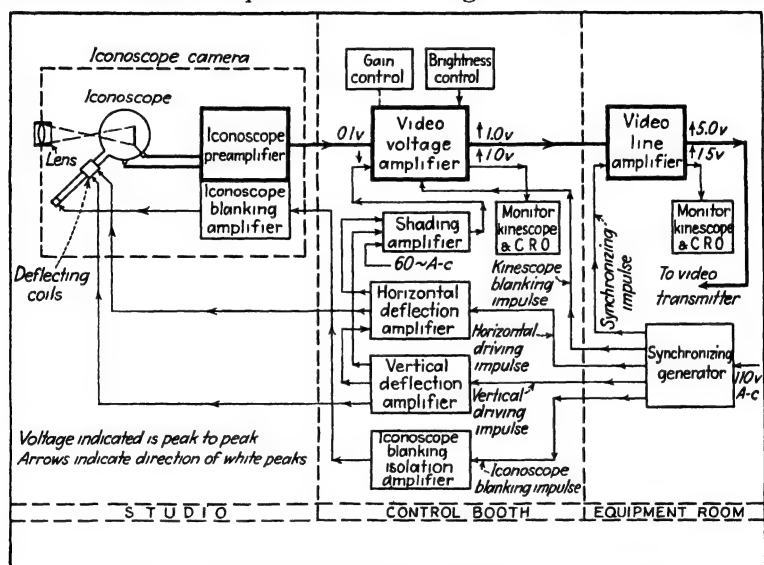 Iconoscope camera
Iconoscope
Lens
Deflecting
coils
Iconoscope
preamplifier
Iconoscope
blanking
amplifier
Voltage indicated is peak to peak
Arrows indicate direction of white peaks
STUDIO
Gain
control
Brightness
control
0.1v
Video
voltage
amplifier
1.0v
1.0v
Monitor
kinescope
& C R O
Shading
amplifier
60~A-c
Kinescope
blanking
impulse
Horizontal
deflection
amplifier
Horizontal
driving
impulse
Vertical
deflection
amplifier
Vertical
driving
impulse
Iconoscope
blanking
isolation
amplifier
Iconoscope
blanking impulse
CONTROL BOOTH
Video
line
amplifier
5.0v
1.5v
Monitor
kinescope
& C R O
Synchronizing
impulse
To video
transmitter
Synchronizing
generator
110v
A-c
EQUIPMENT ROOM